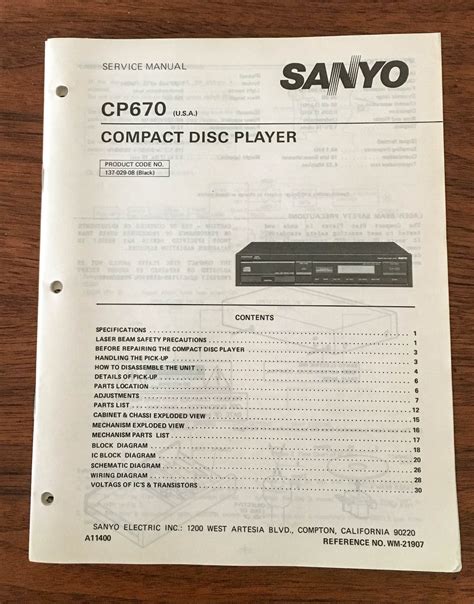 SERVICE MANUAL
SANYO
CP670 (U.S.A.)
COMPACT DISC PLAYER
PRODUCT CODE NO.
137-029-08 (Black)
CONTENTS
SPECIFICATIONS 1
LASER BEAM SAFETY PRECAUTIONS 1
BEFORE REPAIRING THE COMPACT DISC PLAYER 3
HANDLING THE PICK-UP 3
HOW TO DISASSEMBLE THE UNIT 4
DETAILS OF PICK-UP 6
PARTS LOCATION 6
ADJUSTMENTS 7
PARTS LIST 12
CABINET & CHASSI EXPLODED VIEW 15
MECHANISM EXPLODED VIEW 16
MECHANISM PARTS LIST
BLOCK DIAGRAM 18
IC BLOCK DIAGRAM 20
SCHEMATIC DIAGRAM 26
WIRING DIAGRAM 28
VOLTAGS OF IC'S & TRANSISTORS 30
SANYO ELECTRIC INC.: 1200 WEST ARTESIA BLVD., COMPTON, CALIFORNIA 90220
A11400
REFERENCE NO. WM-21907